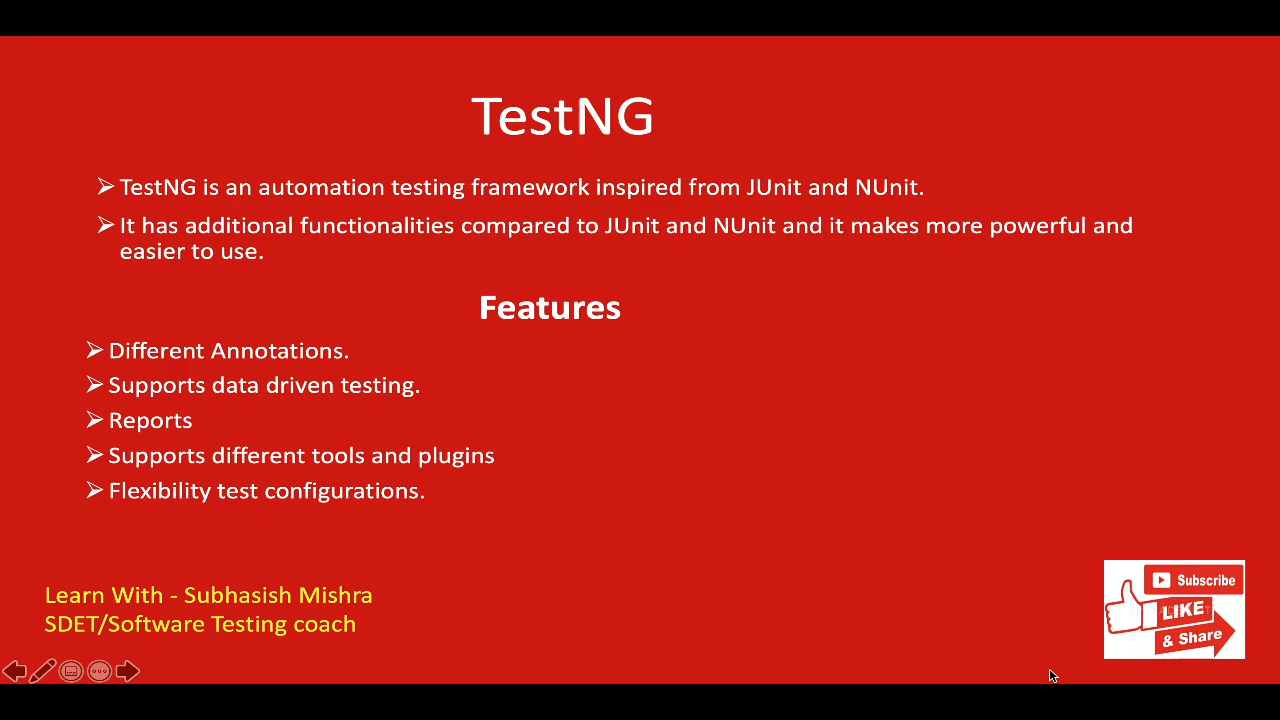 TestNG
➢ TestNG is an automation testing framework inspired from JUnit and NUnit.
➢ It has additional functionalities compared to JUnit and NUnit and it makes more powerful and
easier to use.
Features
➢ Different Annotations.
➢ Supports data driven testing.
➢ Reports
➢ Supports different tools and plugins
➢ Flexibility test configurations.
Learn With - Subhasish Mishra
SDET/Software Testing coach
Subscribe
LIKE
& Share